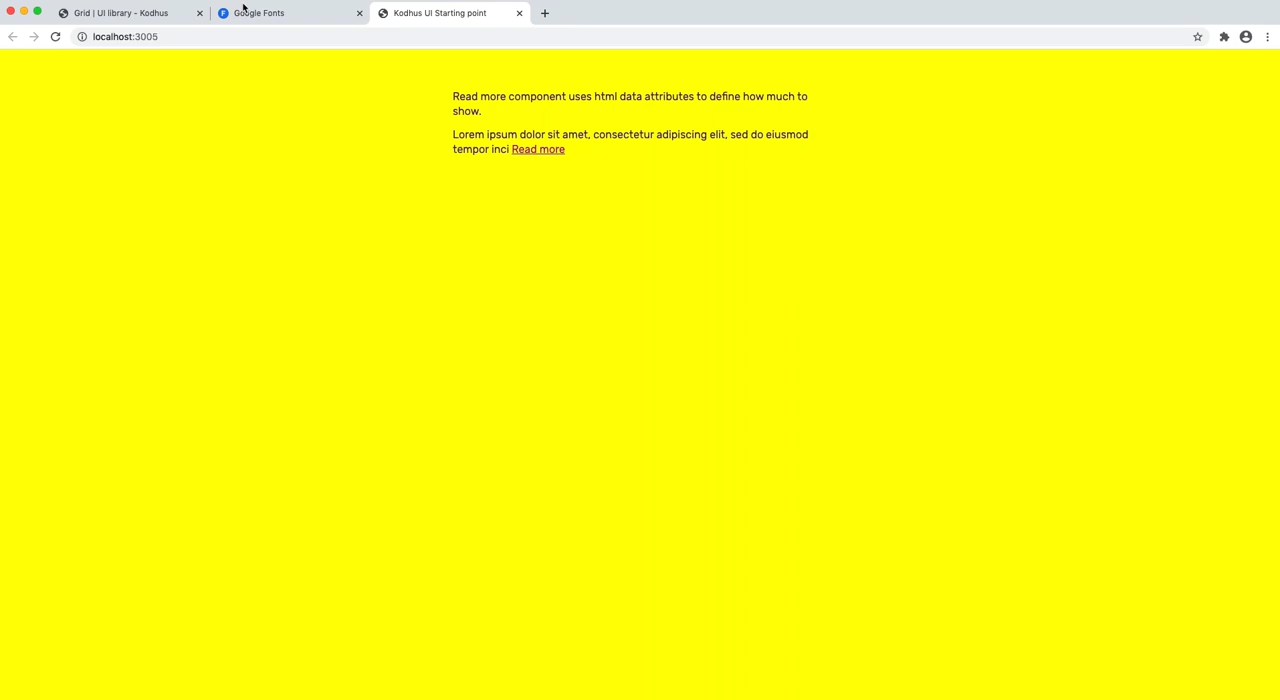 Grid | UI library - Kodhus
Google Fonts
Kodhus UI Starting point
localhost:3005
Read more component uses html data attributes to define how much to
show.
Lorem ipsum dolor sit amet, consectetur adipiscing elit, sed do eiusmod
tempor inci Read more